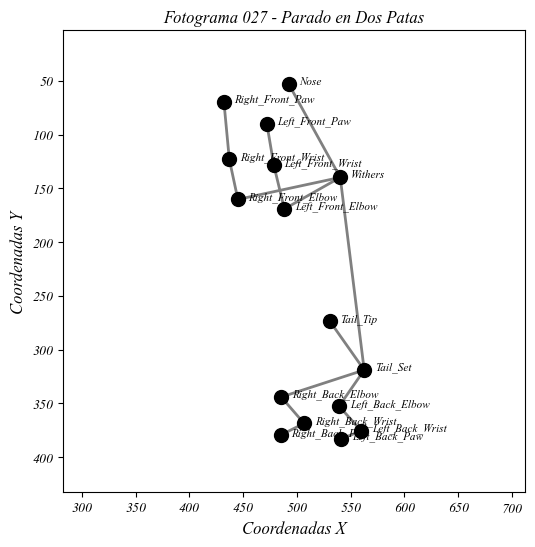 Fotograma 027 - Parado en Dos Patas
Nose
Right_Front_Paw
Left_Front_Paw
Right_Front_Wrist
Left_Front_Wrist
Withers
Right_Front_Elbow
Left_Front_Elbow
Tail_Tip
Tail_Set
Right_Back_Elbow
Left_Back_Elbow
Right_Back_Wrist
Left_Back_Wrist
Right_Back_Paw
Left_Back_Paw
50
100
150
200
250
300
350
400
Coordenadas Y
300 350 400 450 500 550 600 650 700
Coordenadas X